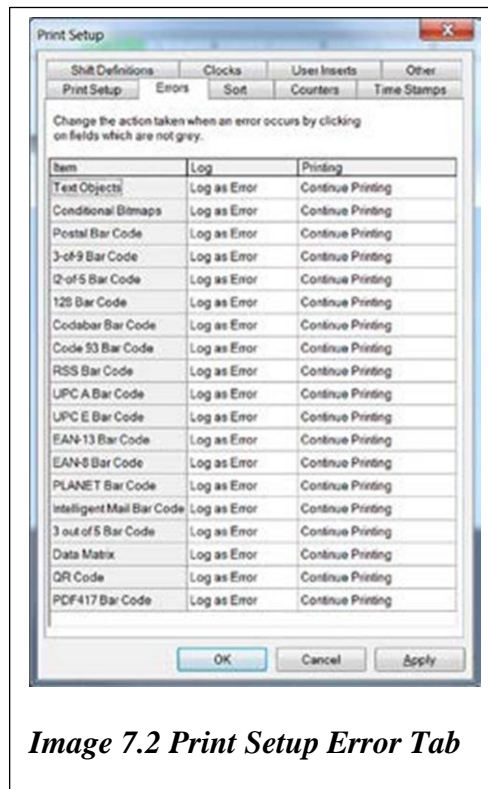 Print Setup
Shift Definitions Clocks User Inserts Other
Print Setup Errors Sort Counters Time Stamps
Change the action taken when an error occurs by clicking
on fields which are not grey.
Item Log Printing
Text Objects Log as Error Continue Printing
Conditional Bitmaps Log as Error Continue Printing
Postal Bar Code Log as Error Continue Printing
3-of-9 Bar Code Log as Error Continue Printing
I2-of-5 Bar Code Log as Error Continue Printing
128 Bar Code Log as Error Continue Printing
Codabar Bar Code Log as Error Continue Printing
Code 93 Bar Code Log as Error Continue Printing
RSS Bar Code Log as Error Continue Printing
UPC A Bar Code Log as Error Continue Printing
UPC E Bar Code Log as Error Continue Printing
EAN-13 Bar Code Log as Error Continue Printing
EAN-8 Bar Code Log as Error Continue Printing
PLANET Bar Code Log as Error Continue Printing
Intelligent Mail Bar Code Log as Error Continue Printing
3 out of 5 Bar Code Log as Error Continue Printing
Data Matrix Log as Error Continue Printing
QR Code Log as Error Continue Printing
PDF417 Bar Code Log as Error Continue Printing
OK Cancel Apply
Image 7.2 Print Setup Error Tab